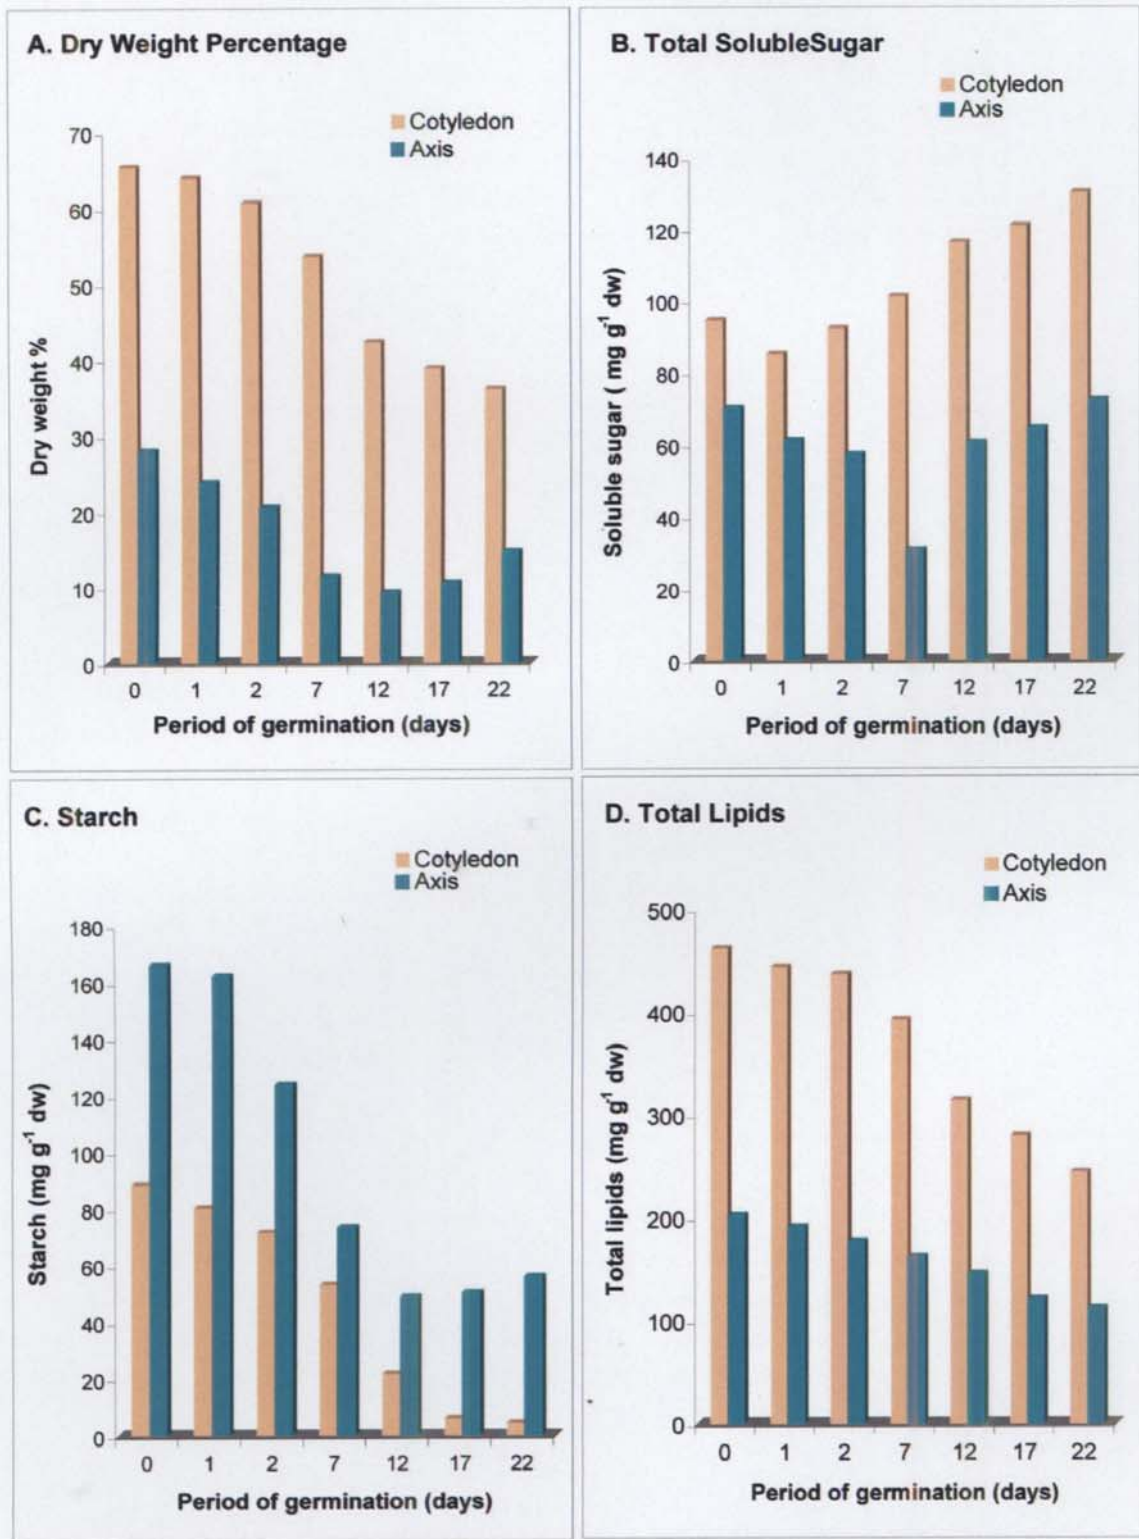 A. Dry Weight Percentage
Cotyledon
Axis
70
60
50
40
30
20
10
0
Dry weight %
0 1 2 7 12 17 22
Period of germination (days)
B. Total SolubleSugar
Cotyledon
Axis
140
120
100
80
60
40
20
0
Soluble sugar ( mg g⁻¹ dw)
0 1 2 7 12 17 22
Period of germination (days)
C. Starch
Cotyledon
Axis
180
160
140
120
100
80
60
40
20
0
Starch (mg g⁻¹ dw)
0 1 2 7 12 17 22
Period of germination (days)
D. Total Lipids
Cotyledon
Axis
500
400
300
200
100
0
Total lipids (mg g⁻¹ dw)
0 1 2 7 12 17 22
Period of germination (days)